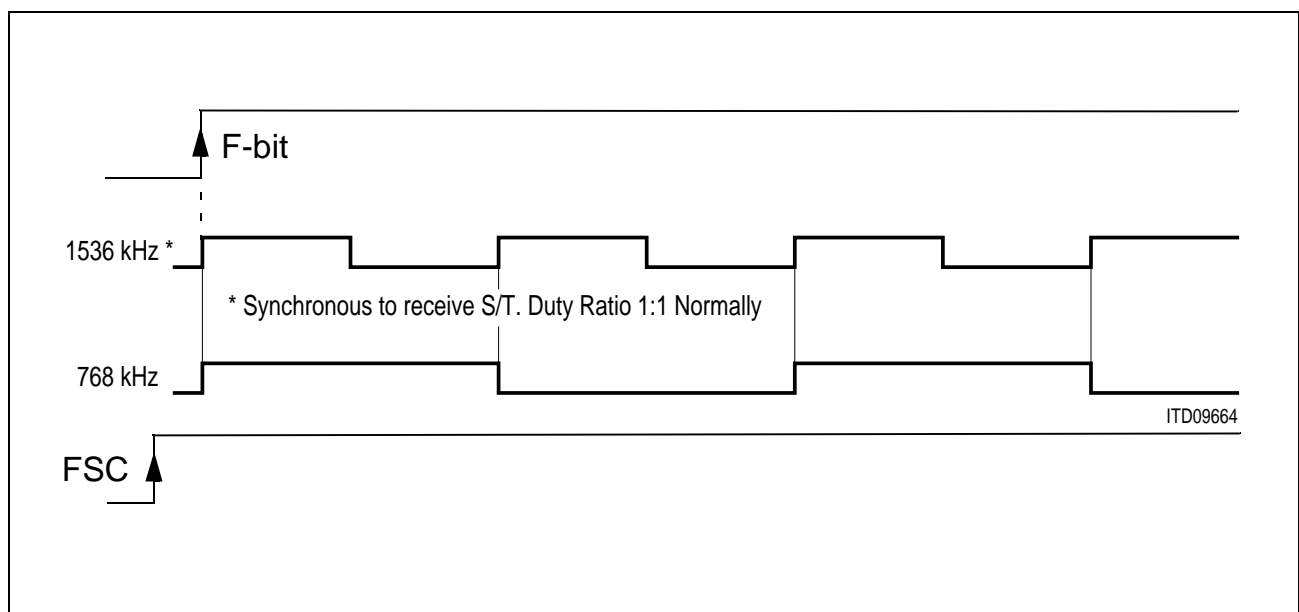 F-bit
1536 kHz *
* Synchronous to receive S/T. Duty Ratio 1:1 Normally
768 kHz
ITD09664
FSC